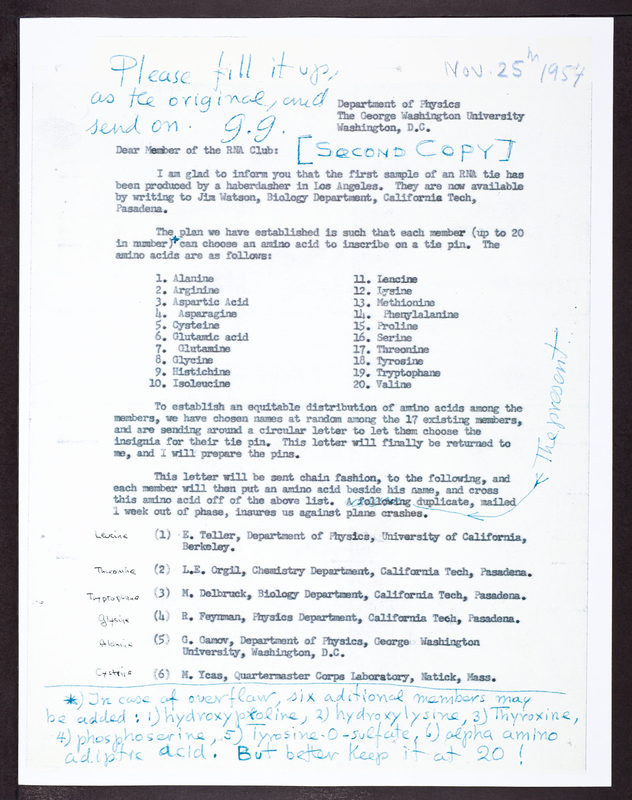 Please fill it up,
as the original, and
send on. g.g.
Nov. 25th 1957
Department of Physics
The George Washington University
Washington, D.C.
Dear Member of the RNA Club:
[SECOND COPY]
I am glad to inform you that the first sample of an RNA tie has
been produced by a haberdasher in Los Angeles. They are now available
by writing to Jim Watson, Biology Department, California Tech,
Pasadena.
The plan we have established is such that each member (up to 20
in number)* can choose an amino acid to inscribe on a tie pin. The
amino acids are as follows:
1. Alanine
2. Arginine
3. Aspartic Acid
4. Asparagine
5. Cysteine
6. Glutamic acid
7. Glutamine
8. Glycine
9. Histichine
10. Isoleucine
11. Lencine
12. Lysine
13. Methionine
14. Phenylalanine
15. Proline
16. Serine
17. Threonine
18. Tyrosine
19. Tryptophane
20. Valine
To establish an equitable distribution of amino acids among the
members, we have chosen names at random among the 17 existing members,
and are sending around a circular letter to let them choose the
insignia for their tie pin. This letter will finally be returned to
me, and I will prepare the pins.
This letter will be sent chain fashion, to the following, and
each member will then put an amino acid beside his name, and cross
this amino acid off of the above list. A following duplicate, mailed
1 week out of phase, insures us against plane crashes.
The present
Leucine (1) E. Teller, Department of Physics, University of California,
Berkeley.
Threonine (2) L.E. Orgil, Chemistry Department, California Tech, Pasadena.
Tryptophane (3) M. Delbruck, Biology Department, California Tech, Pasadena.
glycine (4) R. Feynman, Physics Department, California Tech, Pasadena.
Alanine (5) G. Gamov, Department of Physics, George Washington
University, Washington, D.C.
Cysteine (6) M. Ycas, Quartermaster Corps Laboratory, Natick, Mass.
*) In case of overflaw, six aditional members may
be added: 1) hydroxyproline, 2) hydroxylysine, 3) Thyroxine,
4) phosphoserine, 5) Tyrosine-O-sulfate, 6) alpha amino
adiptic acid. But better keep it at 20!